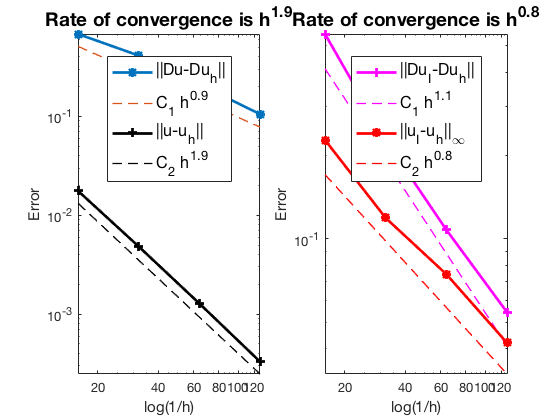 Rate of convergence is h^1.9
Error
10^-1
10^-2
10^-3
||Du-Du_h||
C_1 h^0.9
||u-u_h||
C_2 h^1.9
20 40 60 80 100 120
log(1/h)
Rate of convergence is h^0.8
Error
10^-1
||Du_I-Du_h||
C_1 h^1.1
||u_I-u_h||_∞
C_2 h^0.8
20 40 60 80 100 120
log(1/h)